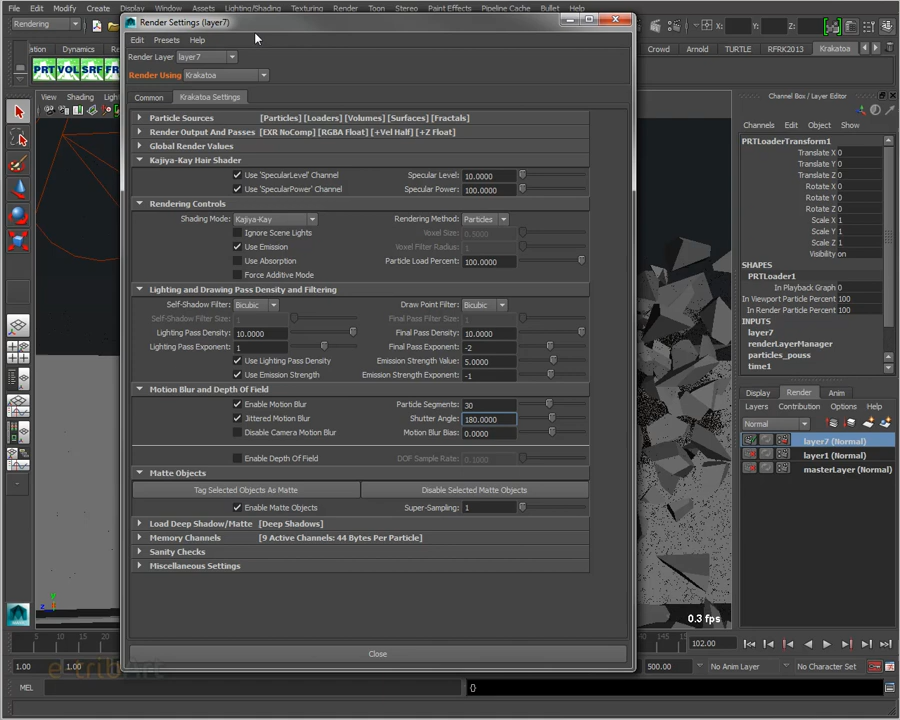 File Edit Modify Create Display Window Assets Lighting/Shading Texturing Render Toon Stereo Paint Effects Pipeline Cache Bullet Help
Render Settings (layer7)
Rendering X: Y: Z:
Edit Presets Help
Dynamics Crowd Arnold TURTLE RFRK2013 Krakatoa
Render Layer layer7
PRT VOL SRF
Render Using Krakatoa
View Shading
Channel Box / Layer Editor
Common Krakatoa Settings
Channels Edit Object Show
Particle Sources [Particles] [Loaders] [Volumes] [Surfaces] [Fractals]
Render Output And Passes [EXR NoComp] [RGBA Float] [+Vel Half] [+Z Float]
Global Render Values
Kajiya-Kay Hair Shader
Use 'SpecularLevel' Channel Specular Level: 10.0000
Use 'SpecularPower' Channel Specular Power: 100.0000
Rendering Controls
Shading Mode: Kajiya-Kay Rendering Method: Particles
Ignore Scene Lights Voxel Size: 0.5000
Use Emission Voxel Filter Radius: 1
Use Absorption Particle Load Percent: 100.0000
Force Additive Mode
Lighting and Drawing Pass Density and Filtering
Self-Shadow Filter: Bicubic Draw Point Filter: Bicubic
Self-Shadow Filter Size: 1 Final Pass Filter Size: 1
Lighting Pass Density: 10.0000 Final Pass Density: 10.0000
Lighting Pass Exponent: 1 Final Pass Exponent: -2
Use Lighting Pass Density Emission Strength Value: 5.0000
Use Emission Strength Emission Strength Exponent: -1
Motion Blur and Depth Of Field
Enable Motion Blur Particle Segments: 30
Jittered Motion Blur Shutter Angle: 180.0000
Disable Camera Motion Blur Motion Blur Bias: 0.0000
Enable Depth Of Field DOF Sample Rate: 0.1000
Matte Objects
Tag Selected Objects As Matte Disable Selected Matte Objects
Enable Matte Objects Super-Sampling: 1
Load Deep Shadow/Matte [Deep Shadows]
Memory Channels [9 Active Channels: 44 Bytes Per Particle]
Sanity Checks
Miscellaneous Settings
Close
PRTLoaderTransform1
Translate X 0
Translate Y 0
Translate Z 0
Rotate X 0
Rotate Y 0
Rotate Z 0
Scale X 1
Scale Y 1
Scale Z 1
Visibility on
SHAPES
PRTLoader1
In Playback Graph 0
In Viewport Particle Percent 100
In Render Particle Percent 100
INPUTS
layer7
renderLayerManager
particles_pouss
time1
Display Render Anim
Layers Contribution Options Help
Normal
layer7 (Normal)
layer1 (Normal)
masterLayer (Normal)
0.3 fps
y
z
5 10 15 20 145 150 102.00
1.00 1.00 500.00 No Anim Layer No Character Set
e-tribArt
MEL {}